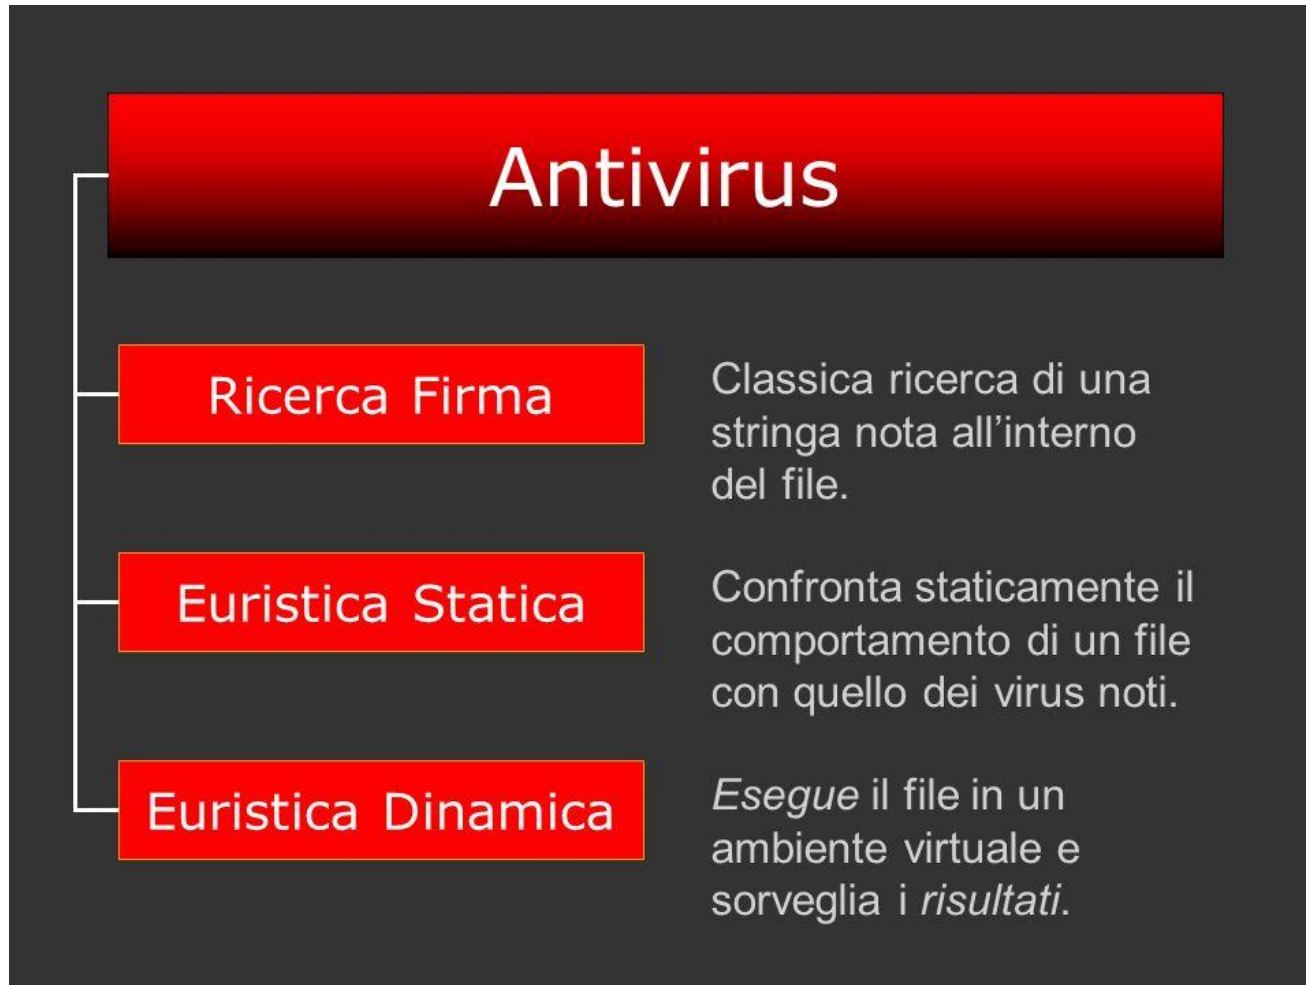 Antivirus
Ricerca Firma
Classica ricerca di una
stringa nota all’interno
del file.
Euristica Statica
Confronta staticamente il
comportamento di un file
con quello dei virus noti.
Euristica Dinamica
Esegue il file in un
ambiente virtuale e
sorveglia i risultati.